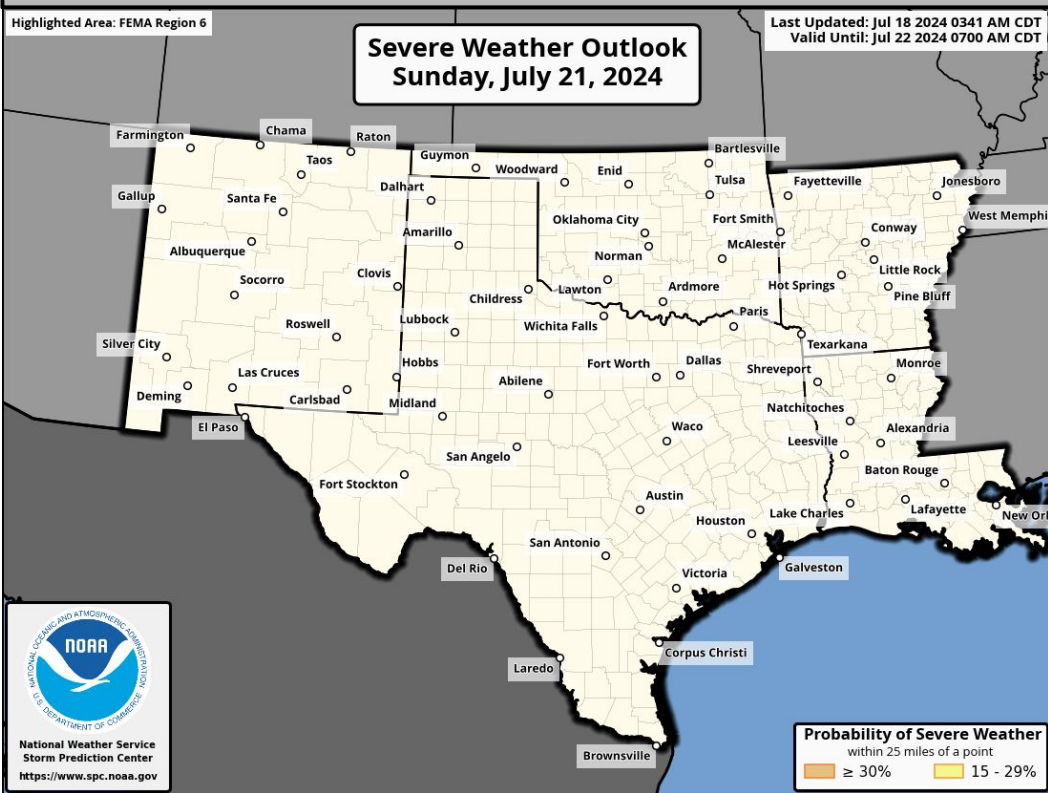 Highlighted Area: FEMA Region 6
Last Updated: Jul 18 2024 0341 AM CDT
Valid Until: Jul 22 2024 0700 AM CDT
Severe Weather Outlook
Sunday, July 21, 2024
Farmington
Chama
Raton
Taos
Guymon
Woodward
Enid
Bartlesville
Tulsa
Fayetteville
Jonesboro
Gallup
Santa Fe
Dalhart
Oklahoma City
Fort Smith
West Memphi
Amarillo
Conway
Albuquerque
Norman
McAlester
Socorro
Clovis
Childress
Lawton
Ardmore
Hot Springs
Little Rock
Pine Bluff
Roswell
Lubbock
Wichita Falls
Paris
Texarkana
Silver City
Hobbs
Fort Worth
Dallas
Shreveport
Monroe
Las Cruces
Abilene
Deming
Carlsbad
Midland
Natchitoches
El Paso
Waco
Leesville
Alexandria
San Angelo
Baton Rouge
Fort Stockton
Austin
Lake Charles
Lafayette
New Orl
Houston
San Antonio
Del Rio
Victoria
Galveston
Corpus Christi
Laredo
Brownsville
NATIONAL OCEANIC AND ATMOSPHERIC ADMINISTRATION
NOAA
U.S. DEPARTMENT OF COMMERCE
National Weather Service
Storm Prediction Center
https://www.spc.noaa.gov
Probability of Severe Weather
within 25 miles of a point
≥ 30%
15 - 29%